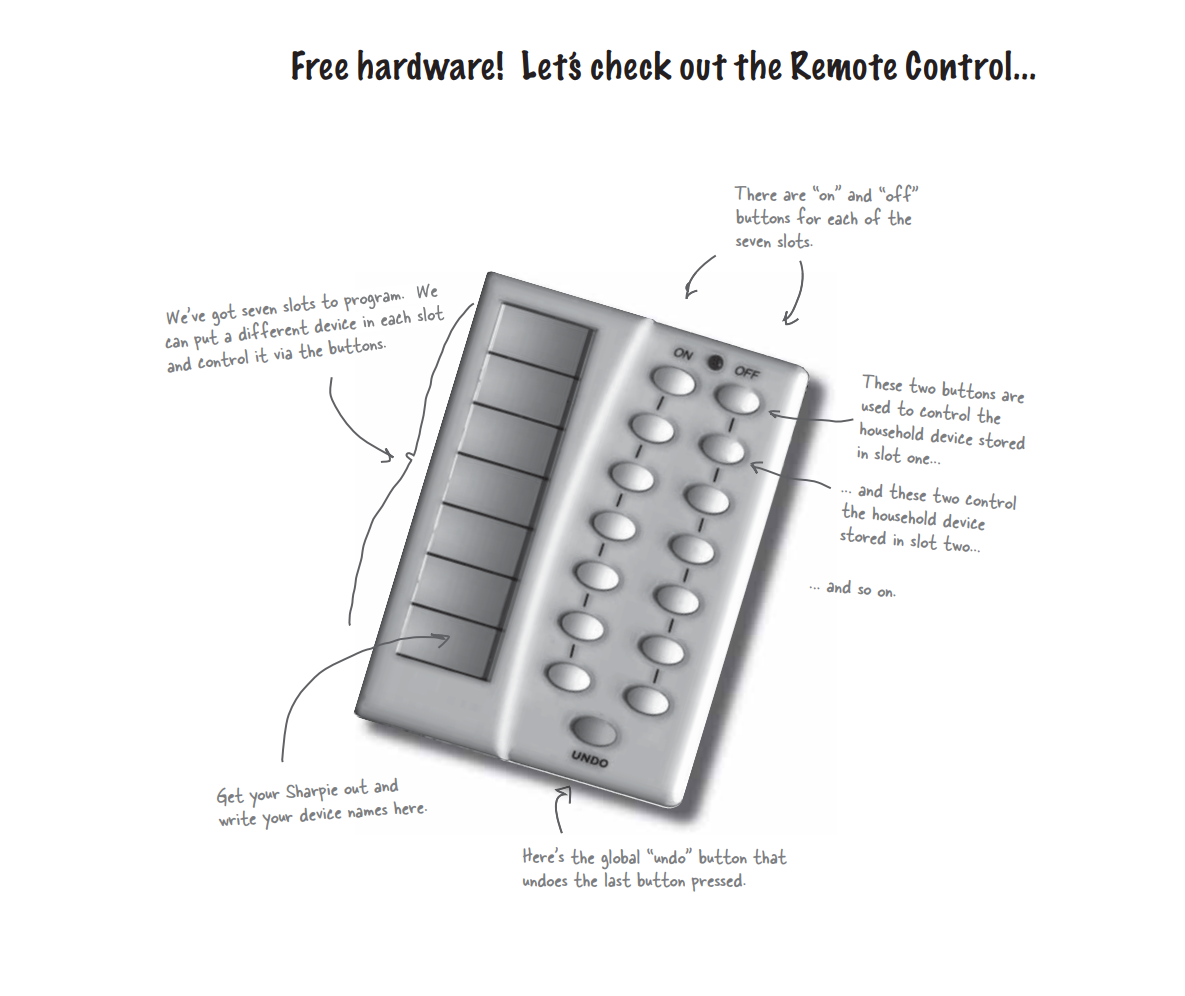 Free hardware! Let's check out the Remote Control...
There are “on” and “off”
buttons for each of the
seven slots.
We've got seven slots to program. We
can put a different device in each slot
and control it via the buttons.
ON OFF
These two buttons are
used to control the
household device stored
in slot one...
... and these two control
the household device
stored in slot two...
... and so on.
UNDO
Get your Sharpie out and
write your device names here.
Here's the global “undo” button that
undoes the last button pressed.